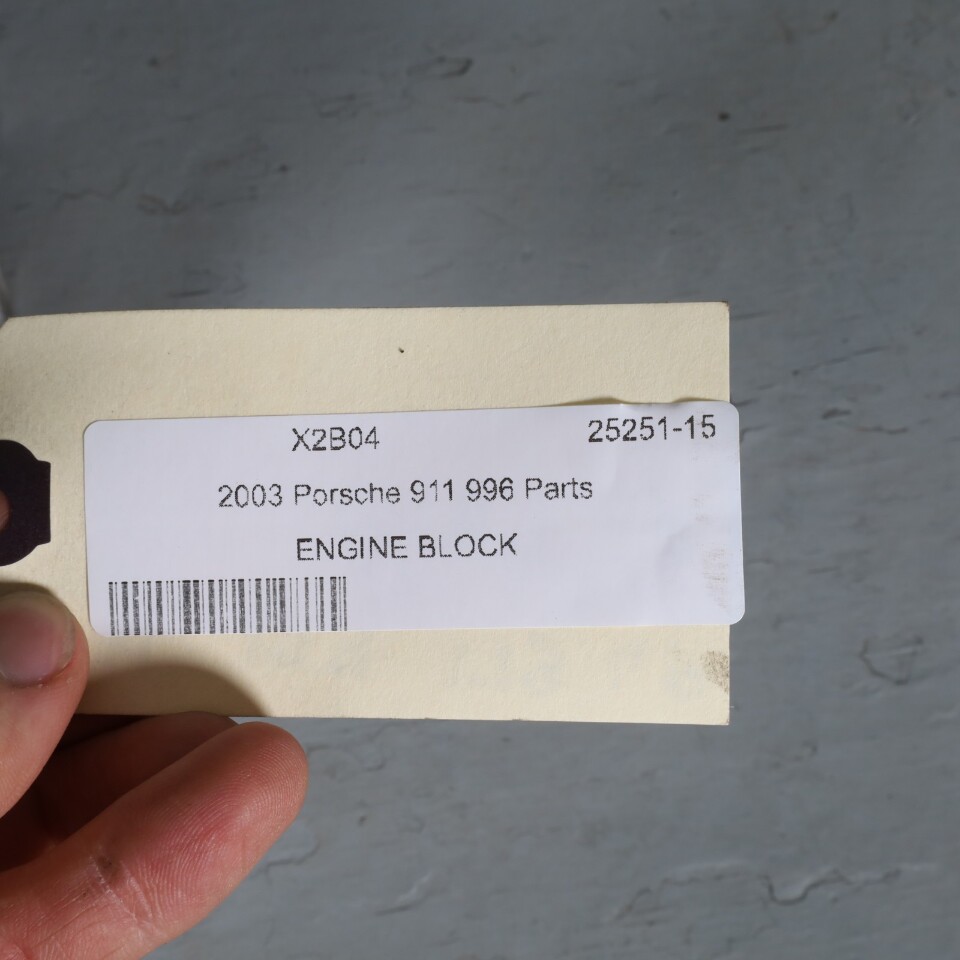 X2B04 25251-15
2003 Porsche 911 996 Parts
ENGINE BLOCK